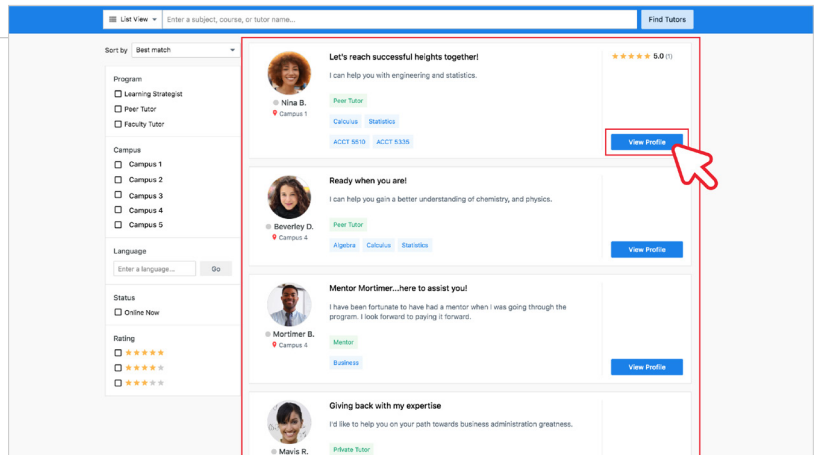 List View
Enter a subject, course, or tutor name...
Find Tutors
Sort by
Best match
Program
Learning Strategist
Peer Tutor
Faculty Tutor
Campus
Campus 1
Campus 2
Campus 3
Campus 4
Campus 5
Language
Enter a language...
Go
Status
Online Now
Rating
Nina B.
Campus 1
Let's reach successful heights together!
I can help you with engineering and statistics.
Peer Tutor
Calculus Statistics
ACCT 5510 ACCT 5335
5.0 (1)
View Profile
Beverley D.
Campus 4
Ready when you are!
I can help you gain a better understanding of chemistry, and physics.
Peer Tutor
Algebra Calculus Statistics
View Profile
Mortimer B.
Campus 4
Mentor Mortimer...here to assist you!
I have been fortunate to have had a mentor when I was going through the
program. I look forward to paying it forward.
Mentor
Business
View Profile
Mavis R.
Giving back with my expertise
I'd like to help you on your path towards business administration greatness.
Private Tutor